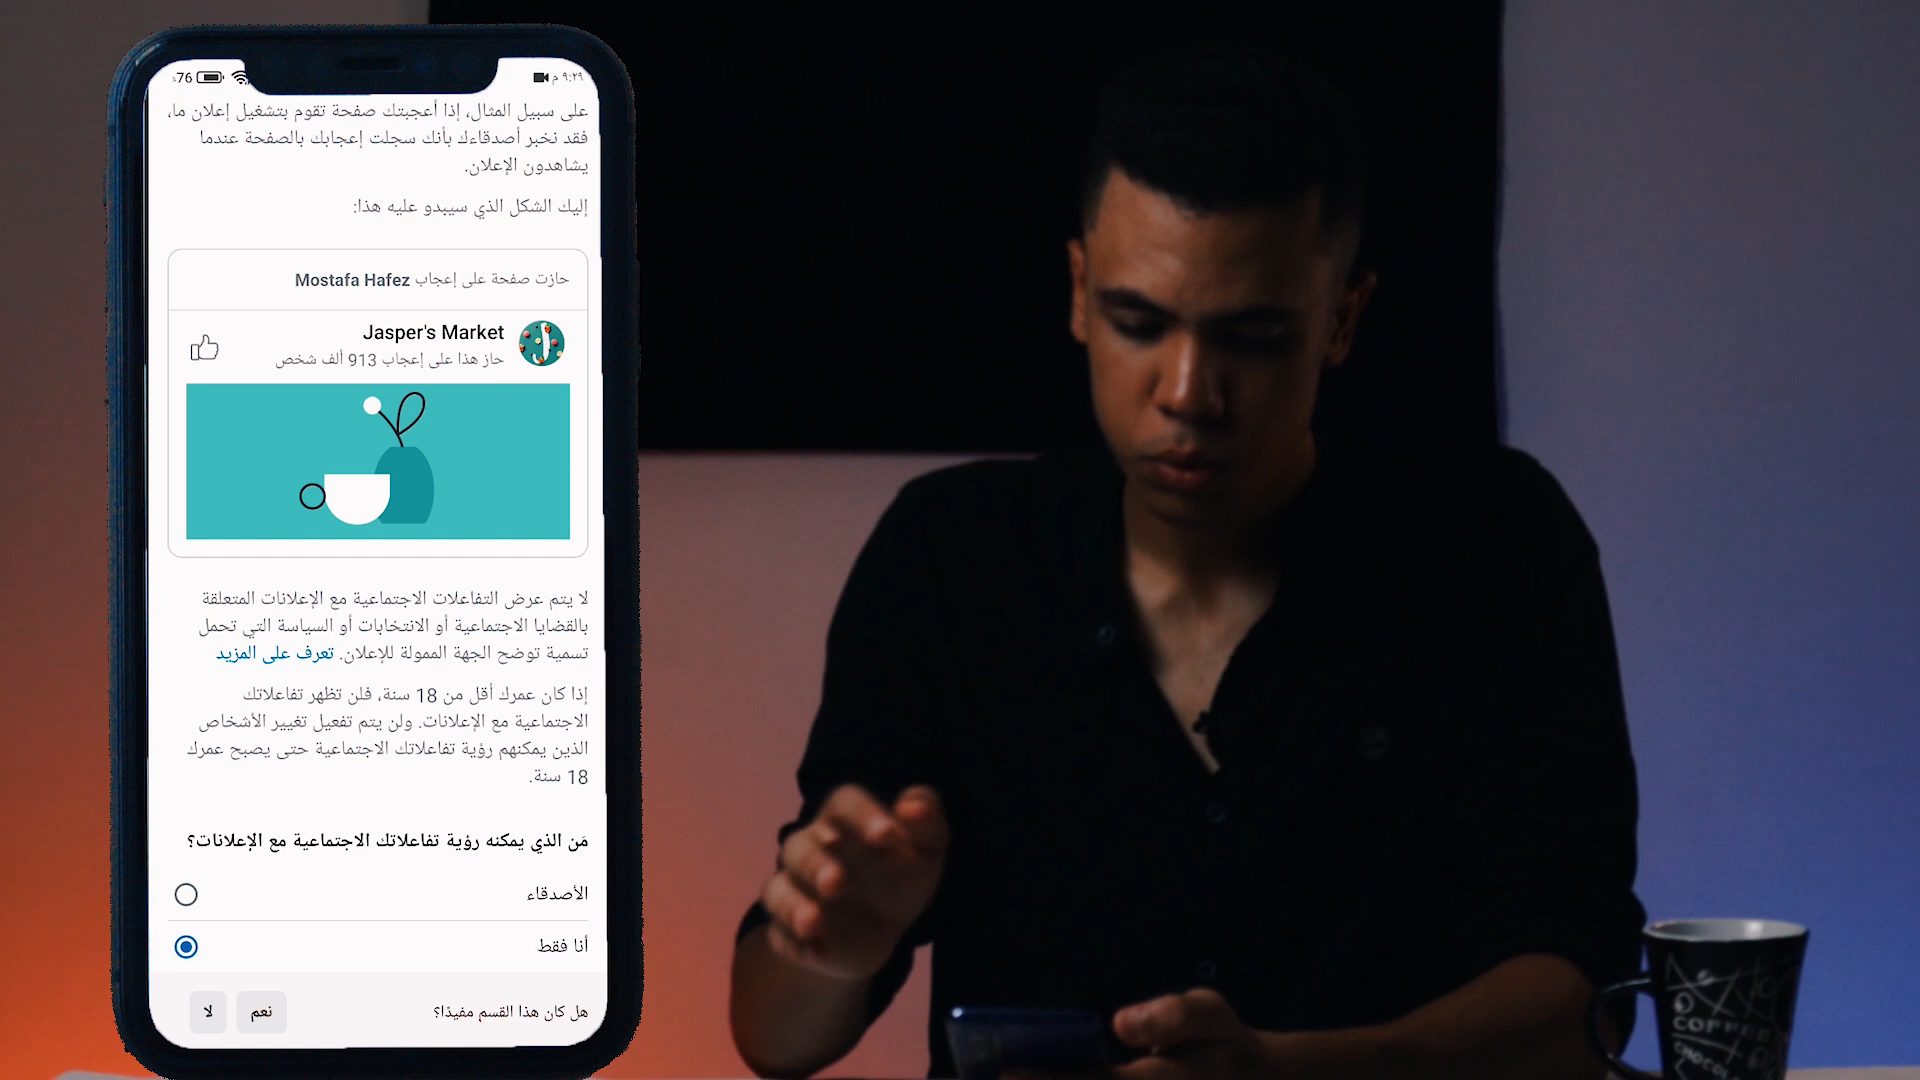 76% ٩:٢٩ م
على سبيل المثال، إذا أعجبتك صفحة تقوم بتشغيل إعلان ما،
فقد نخبر أصدقاءك بأنك سجلت إعجابك بالصفحة عندما
يشاهدون الإعلان.
إليك الشكل الذي سيبدو عليه هذا:
حازت صفحة على إعجاب Mostafa Hafez
Jasper's Market
حاز هذا على إعجاب 913 ألف شخص
لا يتم عرض التفاعلات الاجتماعية مع الإعلانات المتعلقة
بالقضايا الاجتماعية أو الانتخابات أو السياسة التي تحمل
تسمية توضح الجهة الممولة للإعلان. تعرف على المزيد
إذا كان عمرك أقل من 18 سنة، فلن تظهر تفاعلاتك
الاجتماعية مع الإعلانات. ولن يتم تفعيل تغيير الأشخاص
الذين يمكنهم رؤية تفاعلاتك الاجتماعية حتى يصبح عمرك
18 سنة.
مَن الذي يمكنه رؤية تفاعلاتك الاجتماعية مع الإعلانات؟
الأصدقاء
أنا فقط
هل كان هذا القسم مفيدًا؟ نعم لا
COFFEE